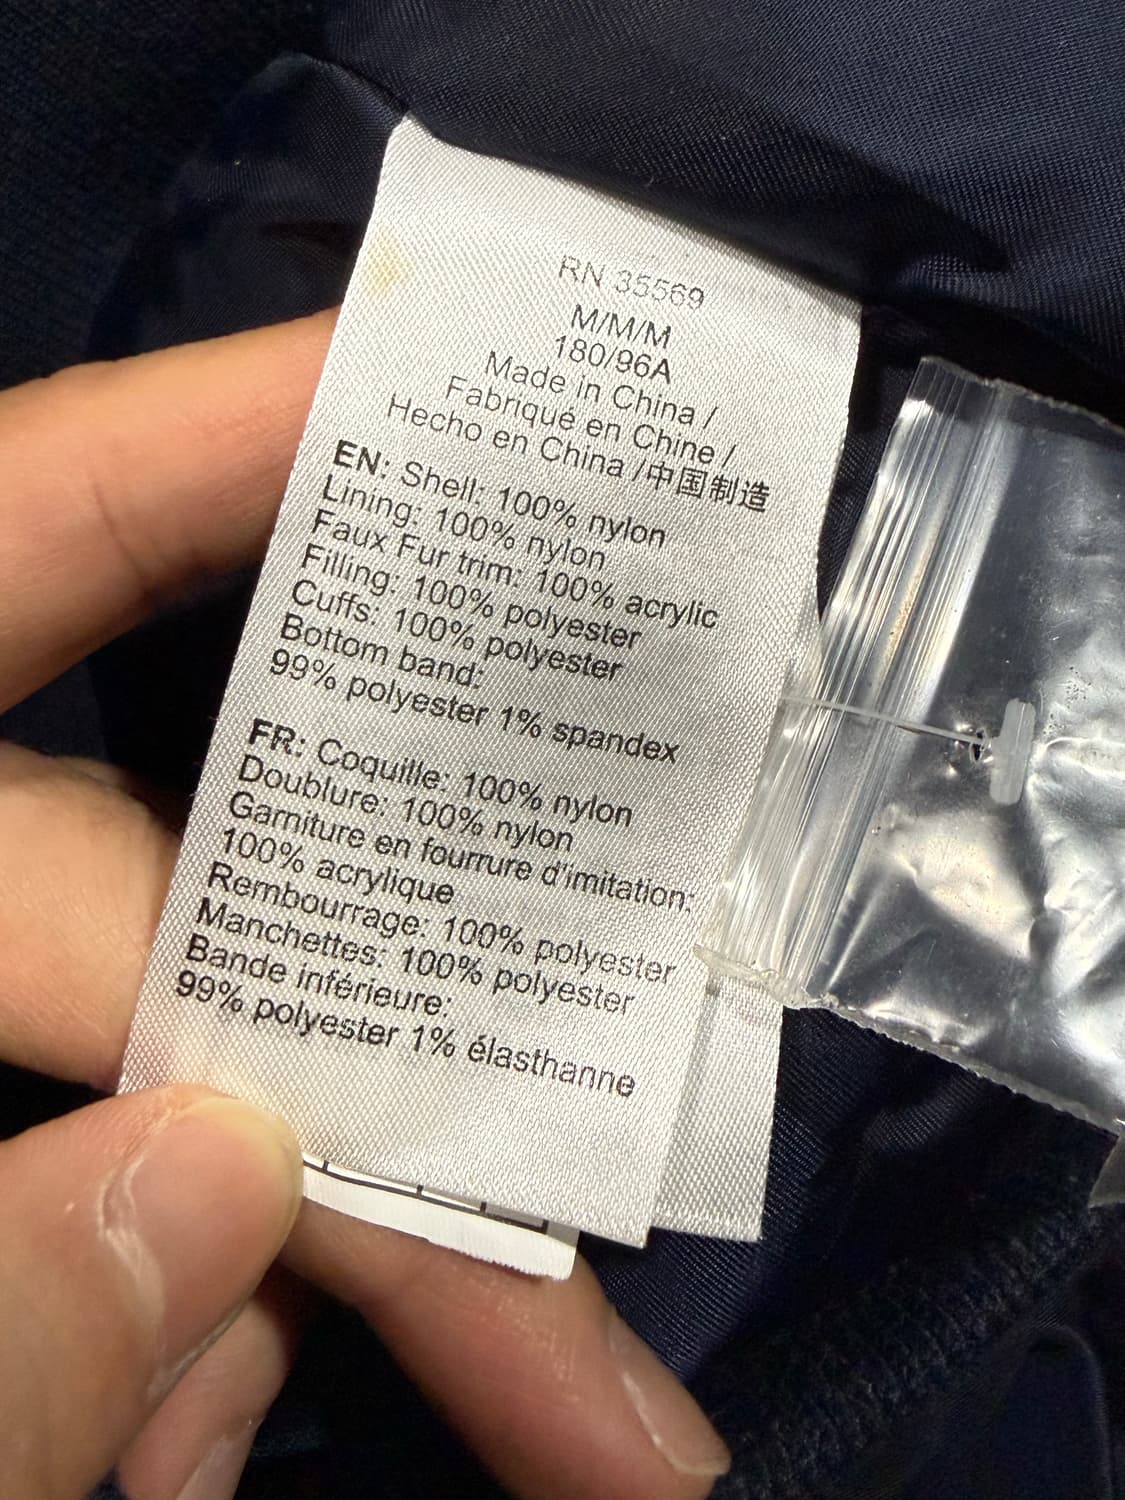 RN 35569
M/M/M
180/96A
Made in China /
Fabriqué en Chine /
Hecho en China /中国制造
EN: Shell: 100% nylon
Lining: 100% nylon
Faux Fur trim: 100% acrylic
Filling: 100% polyester
Cuffs: 100% polyester
Bottom band:
99% polyester 1% spandex
FR: Coquille: 100% nylon
Doublure: 100% nylon
Garniture en fourrure d'imitation:
100% acrylique
Rembourrage: 100% polyester
Manchettes: 100% polyester
Bande inférieure:
99% polyester 1% élasthanne